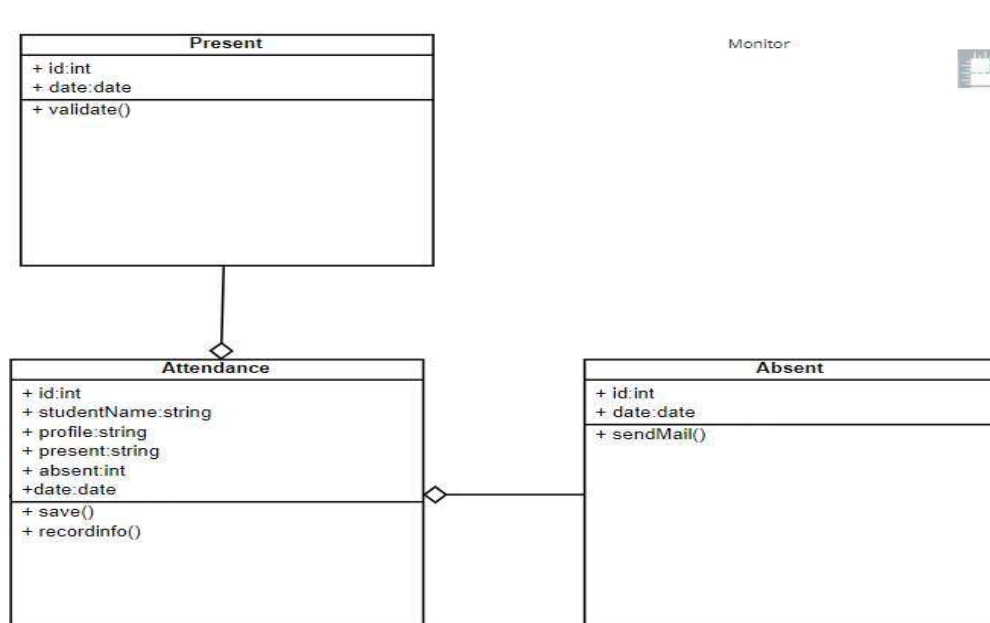 Present
+ id:int
+ date:date
+ validate()
Monitor
Attendance
+ id:int
+ studentName:string
+ profile:string
+ present:string
+ absent:int
+date:date
+ save()
+ recordinfo()
Absent
+ id:int
+ date:date
+ sendMail()